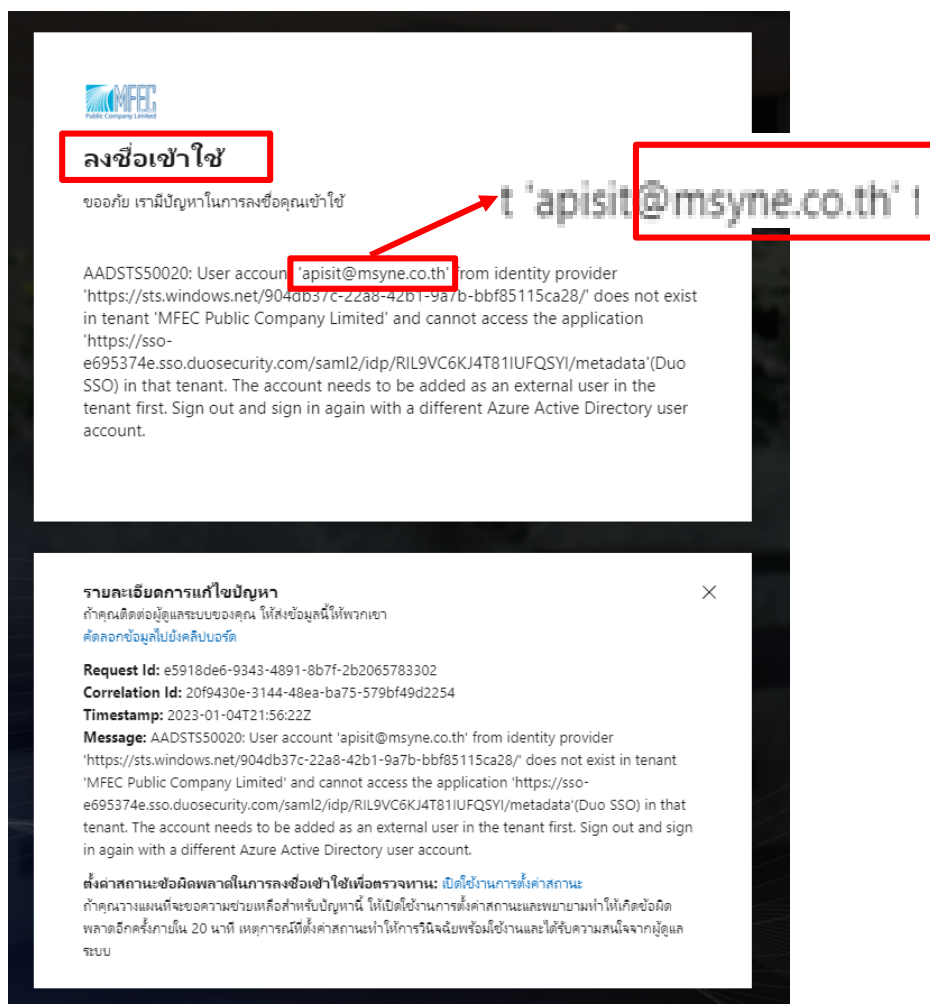 MFEC
Public Company Limited
ลงชื่อเข้าใช้
ขออภัย เรามีปัญหาในการลงชื่อคุณเข้าใช้
t 'apisit@msyne.co.th' f
AADSTS50020: User account 'apisit@msyne.co.th' from identity provider
'https://sts.windows.net/904db37c-22a8-42b1-9a7b-bbf85115ca28/' does not exist
in tenant 'MFEC Public Company Limited' and cannot access the application
'https://sso-
e695374e.sso.duosecurity.com/saml2/idp/RIL9VC6KJ4T81IUFQSYI/metadata'(Duo
SSO) in that tenant. The account needs to be added as an external user in the
tenant first. Sign out and sign in again with a different Azure Active Directory user
account.
รายละเอียดการแก้ไขปัญหา
ถ้าคุณติดต่อผู้ดูแลระบบของคุณ ให้ส่งข้อมูลนี้ให้พวกเขา
คัดลอกข้อมูลไปยังคลิปบอร์ด
Request Id: e5918de6-9343-4891-8b7f-2b2065783302
Correlation Id: 20f9430e-3144-48ea-ba75-579bf49d2254
Timestamp: 2023-01-04T21:56:22Z
Message: AADSTS50020: User account 'apisit@msyne.co.th' from identity provider
'https://sts.windows.net/904db37c-22a8-42b1-9a7b-bbf85115ca28/' does not exist in tenant
'MFEC Public Company Limited' and cannot access the application 'https://sso-
e695374e.sso.duosecurity.com/saml2/idp/RIL9VC6KJ4T81IUFQSYI/metadata'(Duo SSO) in that
tenant. The account needs to be added as an external user in the tenant first. Sign out and sign
in again with a different Azure Active Directory user account.
ตั้งค่าสถานะข้อผิดพลาดในการลงชื่อเข้าใช้เพื่อตรวจทาน: เปิดใช้งานการตั้งค่าสถานะ
ถ้าคุณวางแผนที่จะขอความช่วยเหลือสำหรับปัญหานี้ ให้เปิดใช้งานการตั้งค่าสถานะและพยายามทำให้เกิดข้อผิด
พลาดอีกครั้งภายใน 20 นาที เหตุการณ์ที่ตั้งค่าสถานะทำให้การวินิจฉัยพร้อมใช้งานและได้รับความสนใจจากผู้ดูแล
ระบบ